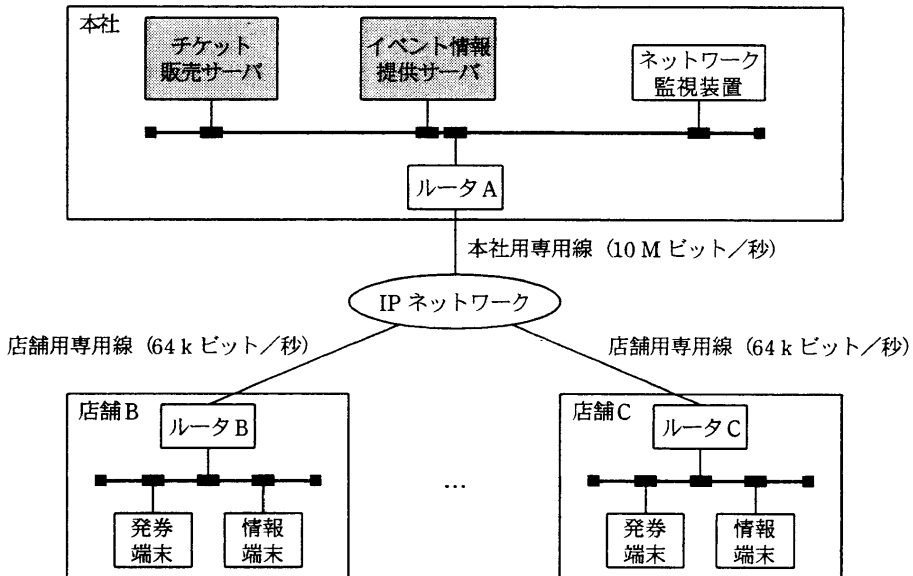 本社
チケット
販売サーバ
イベント情報
提供サーバ
ネットワーク
監視装置
ルータA
本社用専用線(10 M ビット/秒)
IP ネットワーク
店舗用専用線(64 k ビット/秒)
店舗用専用線(64 k ビット/秒)
店舗B
ルータB
発券
端末
情報
端末
…
店舗C
ルータC
発券
端末
情報
端末